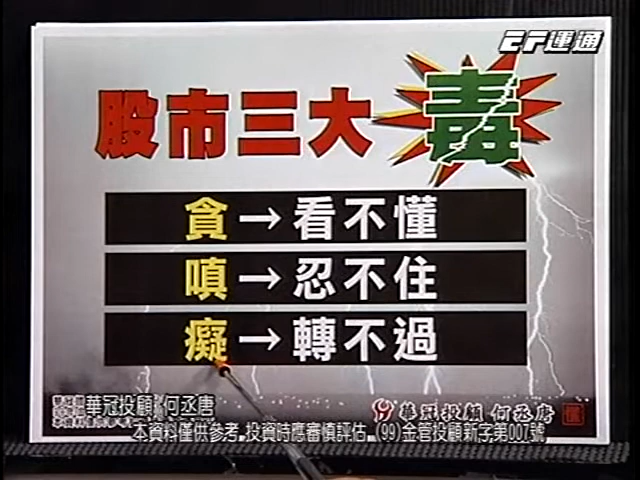 EF運通
股市三大毒
貪→看不懂
嗔→忍不住
癡→轉不過
華冠投顧 何丞唐
華冠投顧 何丞唐
本資料僅供參考 投資時應審慎評估 (99)金管投顧新字第007號